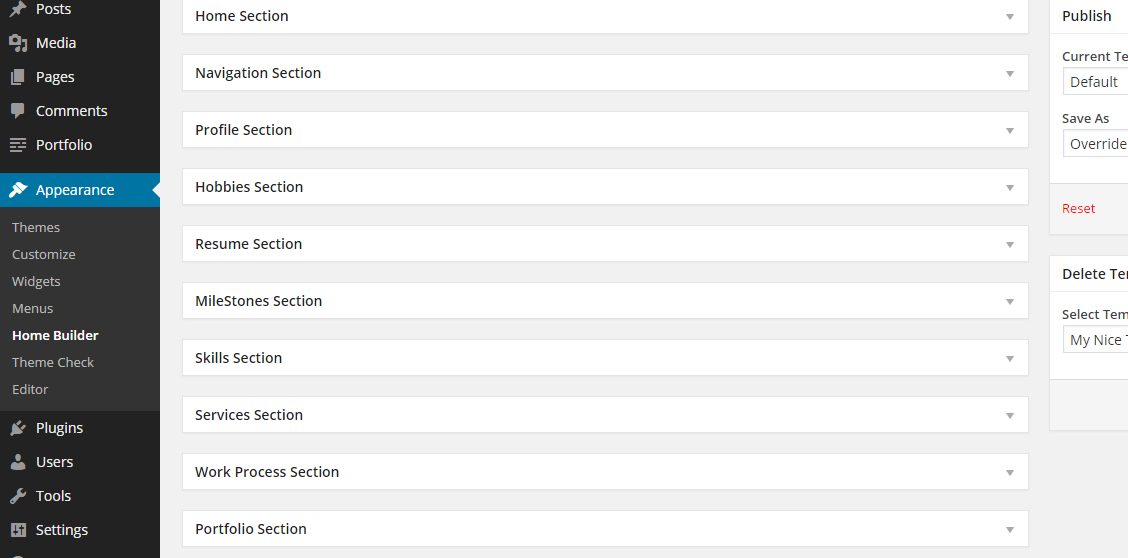 Posts
Media
Pages
Comments
Portfolio
Appearance
Themes
Customize
Widgets
Menus
Home Builder
Theme Check
Editor
Plugins
Users
Tools
Settings
Home Section
Navigation Section
Profile Section
Hobbies Section
Resume Section
MileStones Section
Skills Section
Services Section
Work Process Section
Portfolio Section
Publish
Current Te
Default
Save As
Override
Reset
Delete Te
Select Tem
My Nice T